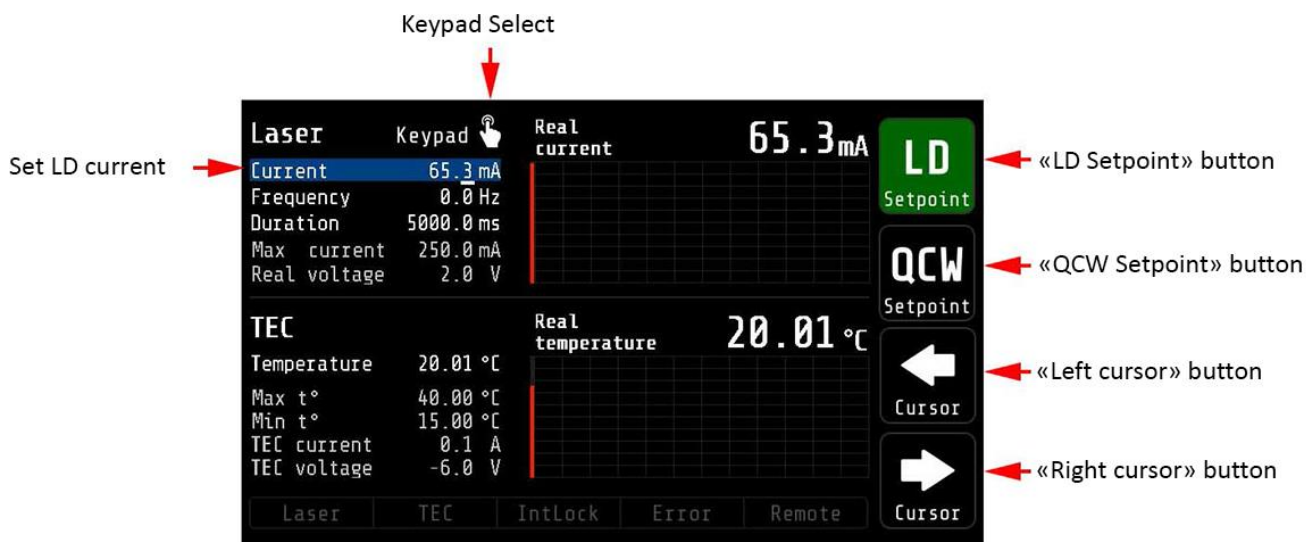 Keypad Select
Set LD current
Laser Keypad
Current 65.3 mA
Frequency 0.0 Hz
Duration 5000.0 ms
Max current 250.0 mA
Real voltage 2.0 V
Real
current
65.3 mA
TEC
Temperature 20.01 °C
Max t° 40.00 °C
Min t° 15.00 °C
TEC current 0.1 A
TEC voltage -6.0 V
Real
temperature
20.01 °C
Laser TEC IntLock Error Remote
LD
Setpoint
QCW
Setpoint
Cursor
Cursor
«LD Setpoint» button
«QCW Setpoint» button
«Left cursor» button
«Right cursor» button